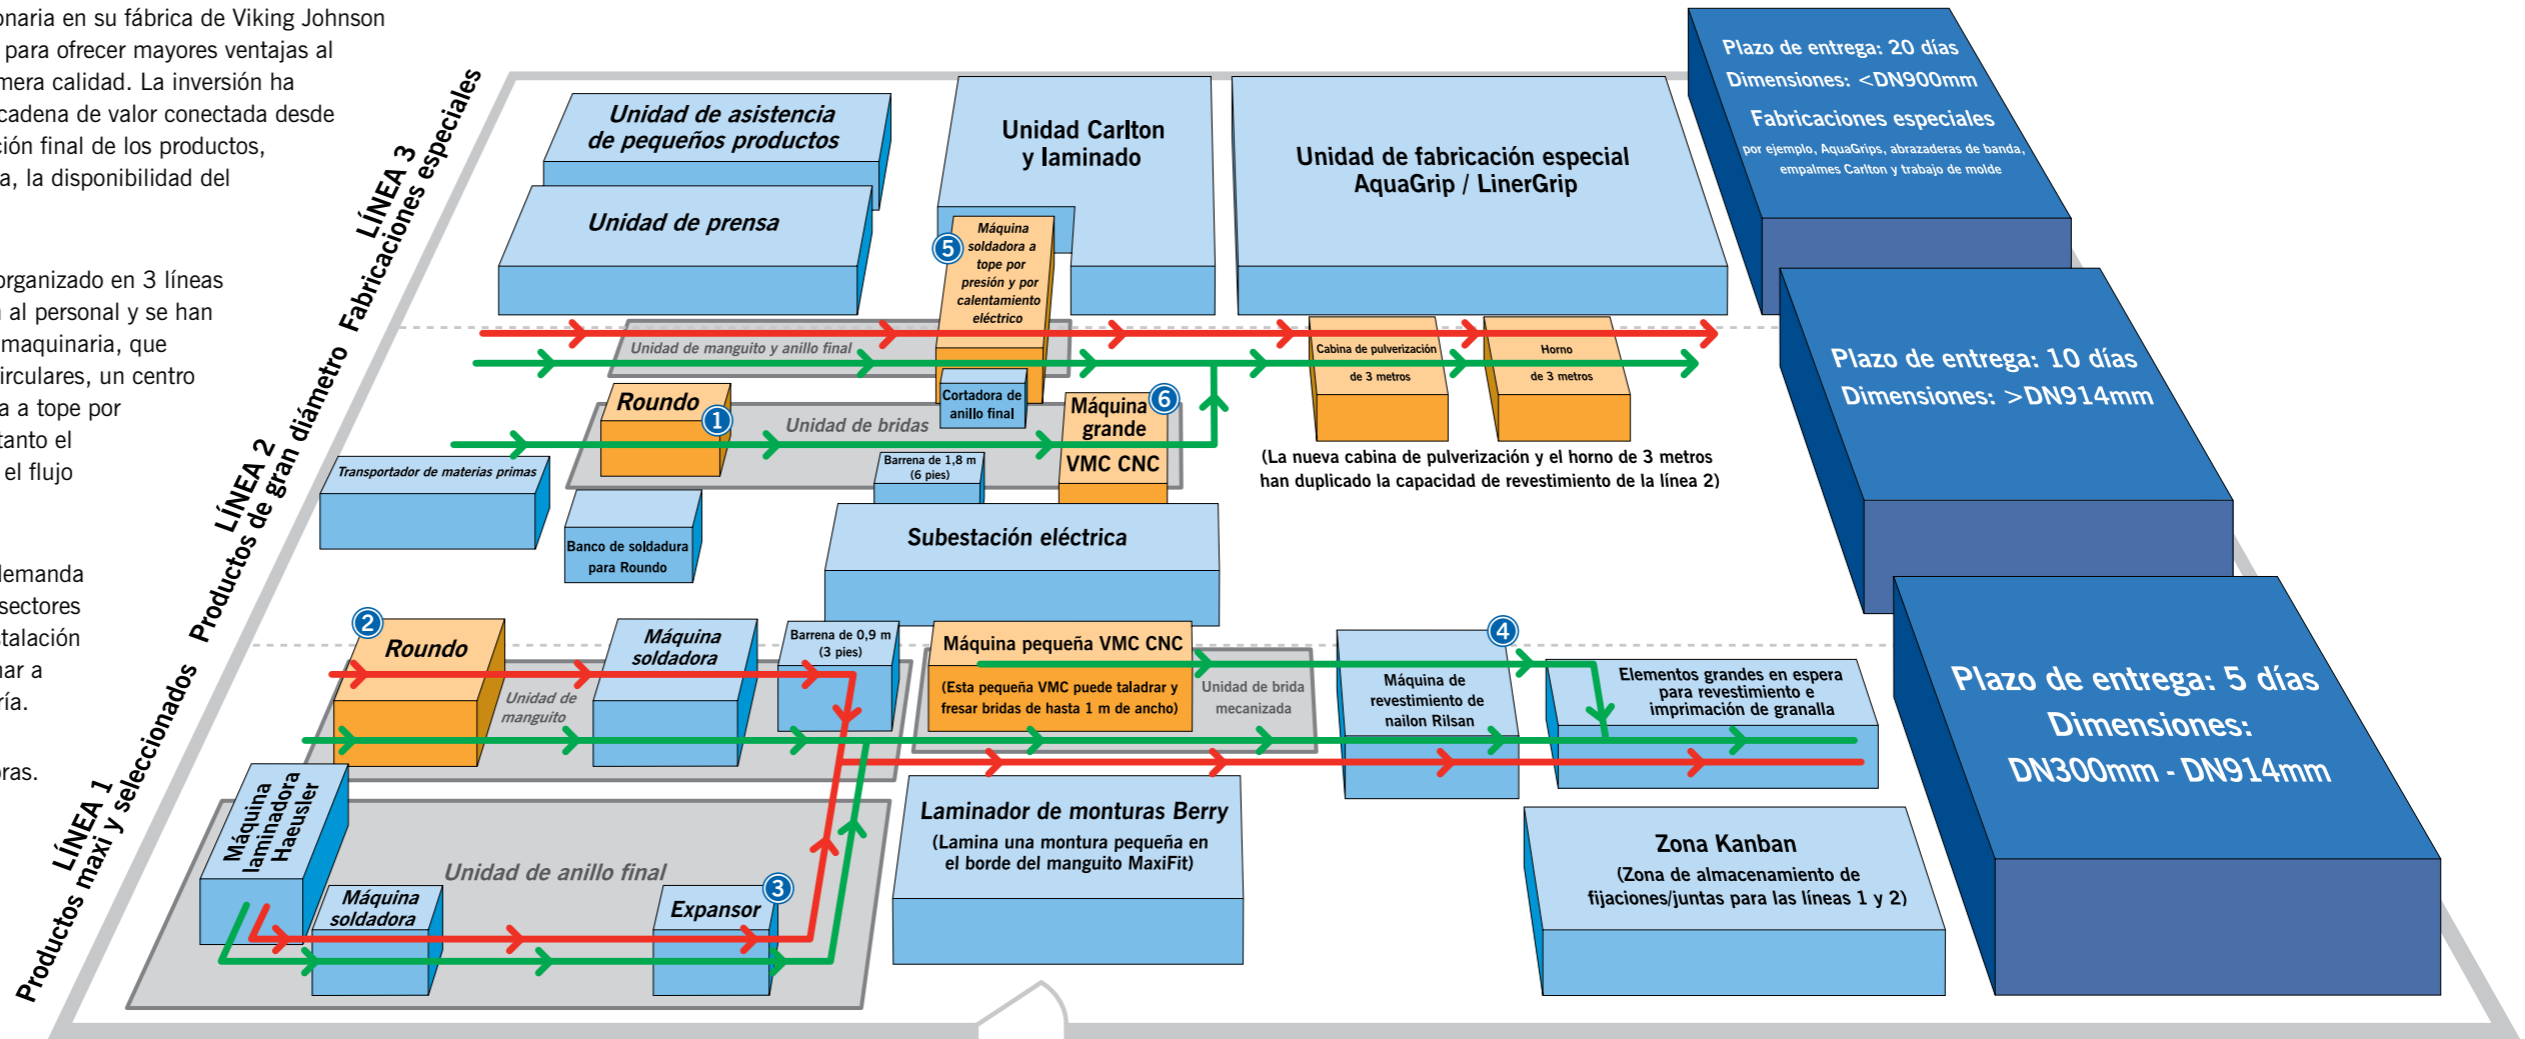 onaria en su fábrica de Viking Johnson
para ofrecer mayores ventajas al
mera calidad. La inversión ha
cadena de valor conectada desde
ción final de los productos,
a, la disponibilidad del
organizado en 3 líneas
n al personal y se han
maquinaria, que
irculares, un centro
a a tope por
tanto el
el flujo
demanda
sectores
stalación
nar a
ría.
oras.
LÍNEA 3
Fabricaciones especiales
LÍNEA 2
Productos de gran diámetro
LÍNEA 1
Productos maxi y seleccionados
Unidad de asistencia
de pequeños productos
Unidad de prensa
Unidad Carlton
y laminado
Unidad de fabricación especial
AquaGrip / LinerGrip
5
Máquina
soldadora a
tope por
presión y por
calentamiento
eléctrico
Unidad de manguito y anillo final
Cabina de pulverización
de 3 metros
Horno
de 3 metros
Cortadora de
anillo final
Roundo
1
Unidad de bridas
Máquina
grande
VMC CNC
6
Transportador de materias primas
Barrena de 1,8 m
(6 pies)
(La nueva cabina de pulverización y el horno de 3 metros
han duplicado la capacidad de revestimiento de la línea 2)
Banco de soldadura
para Roundo
Subestación eléctrica
2
Roundo
Unidad de
manguito
Máquina
soldadora
Barrena de 0,9 m
(3 pies)
Máquina pequeña VMC CNC
(Esta pequeña VMC puede taladrar y
fresar bridas de hasta 1 m de ancho)
Unidad de brida
mecanizada
4
Máquina de
revestimiento de
nailon Rilsan
Elementos grandes en espera
para revestimiento e
imprimación de granalla
Máquina
laminadora
Haeusler
Unidad de anillo final
Máquina
soldadora
Expansor
3
Laminador de monturas Berry
(Lamina una montura pequeña en
el borde del manguito MaxiFit)
Zona Kanban
(Zona de almacenamiento de
fijaciones/juntas para las líneas 1 y 2)
Plazo de entrega: 20 días
Dimensiones: <DN900mm
Fabricaciones especiales
por ejemplo, AquaGrips, abrazaderas de banda,
empalmes Carlton y trabajo de molde
Plazo de entrega: 10 días
Dimensiones: >DN914mm
Plazo de entrega: 5 días
Dimensiones:
DN300mm - DN914mm